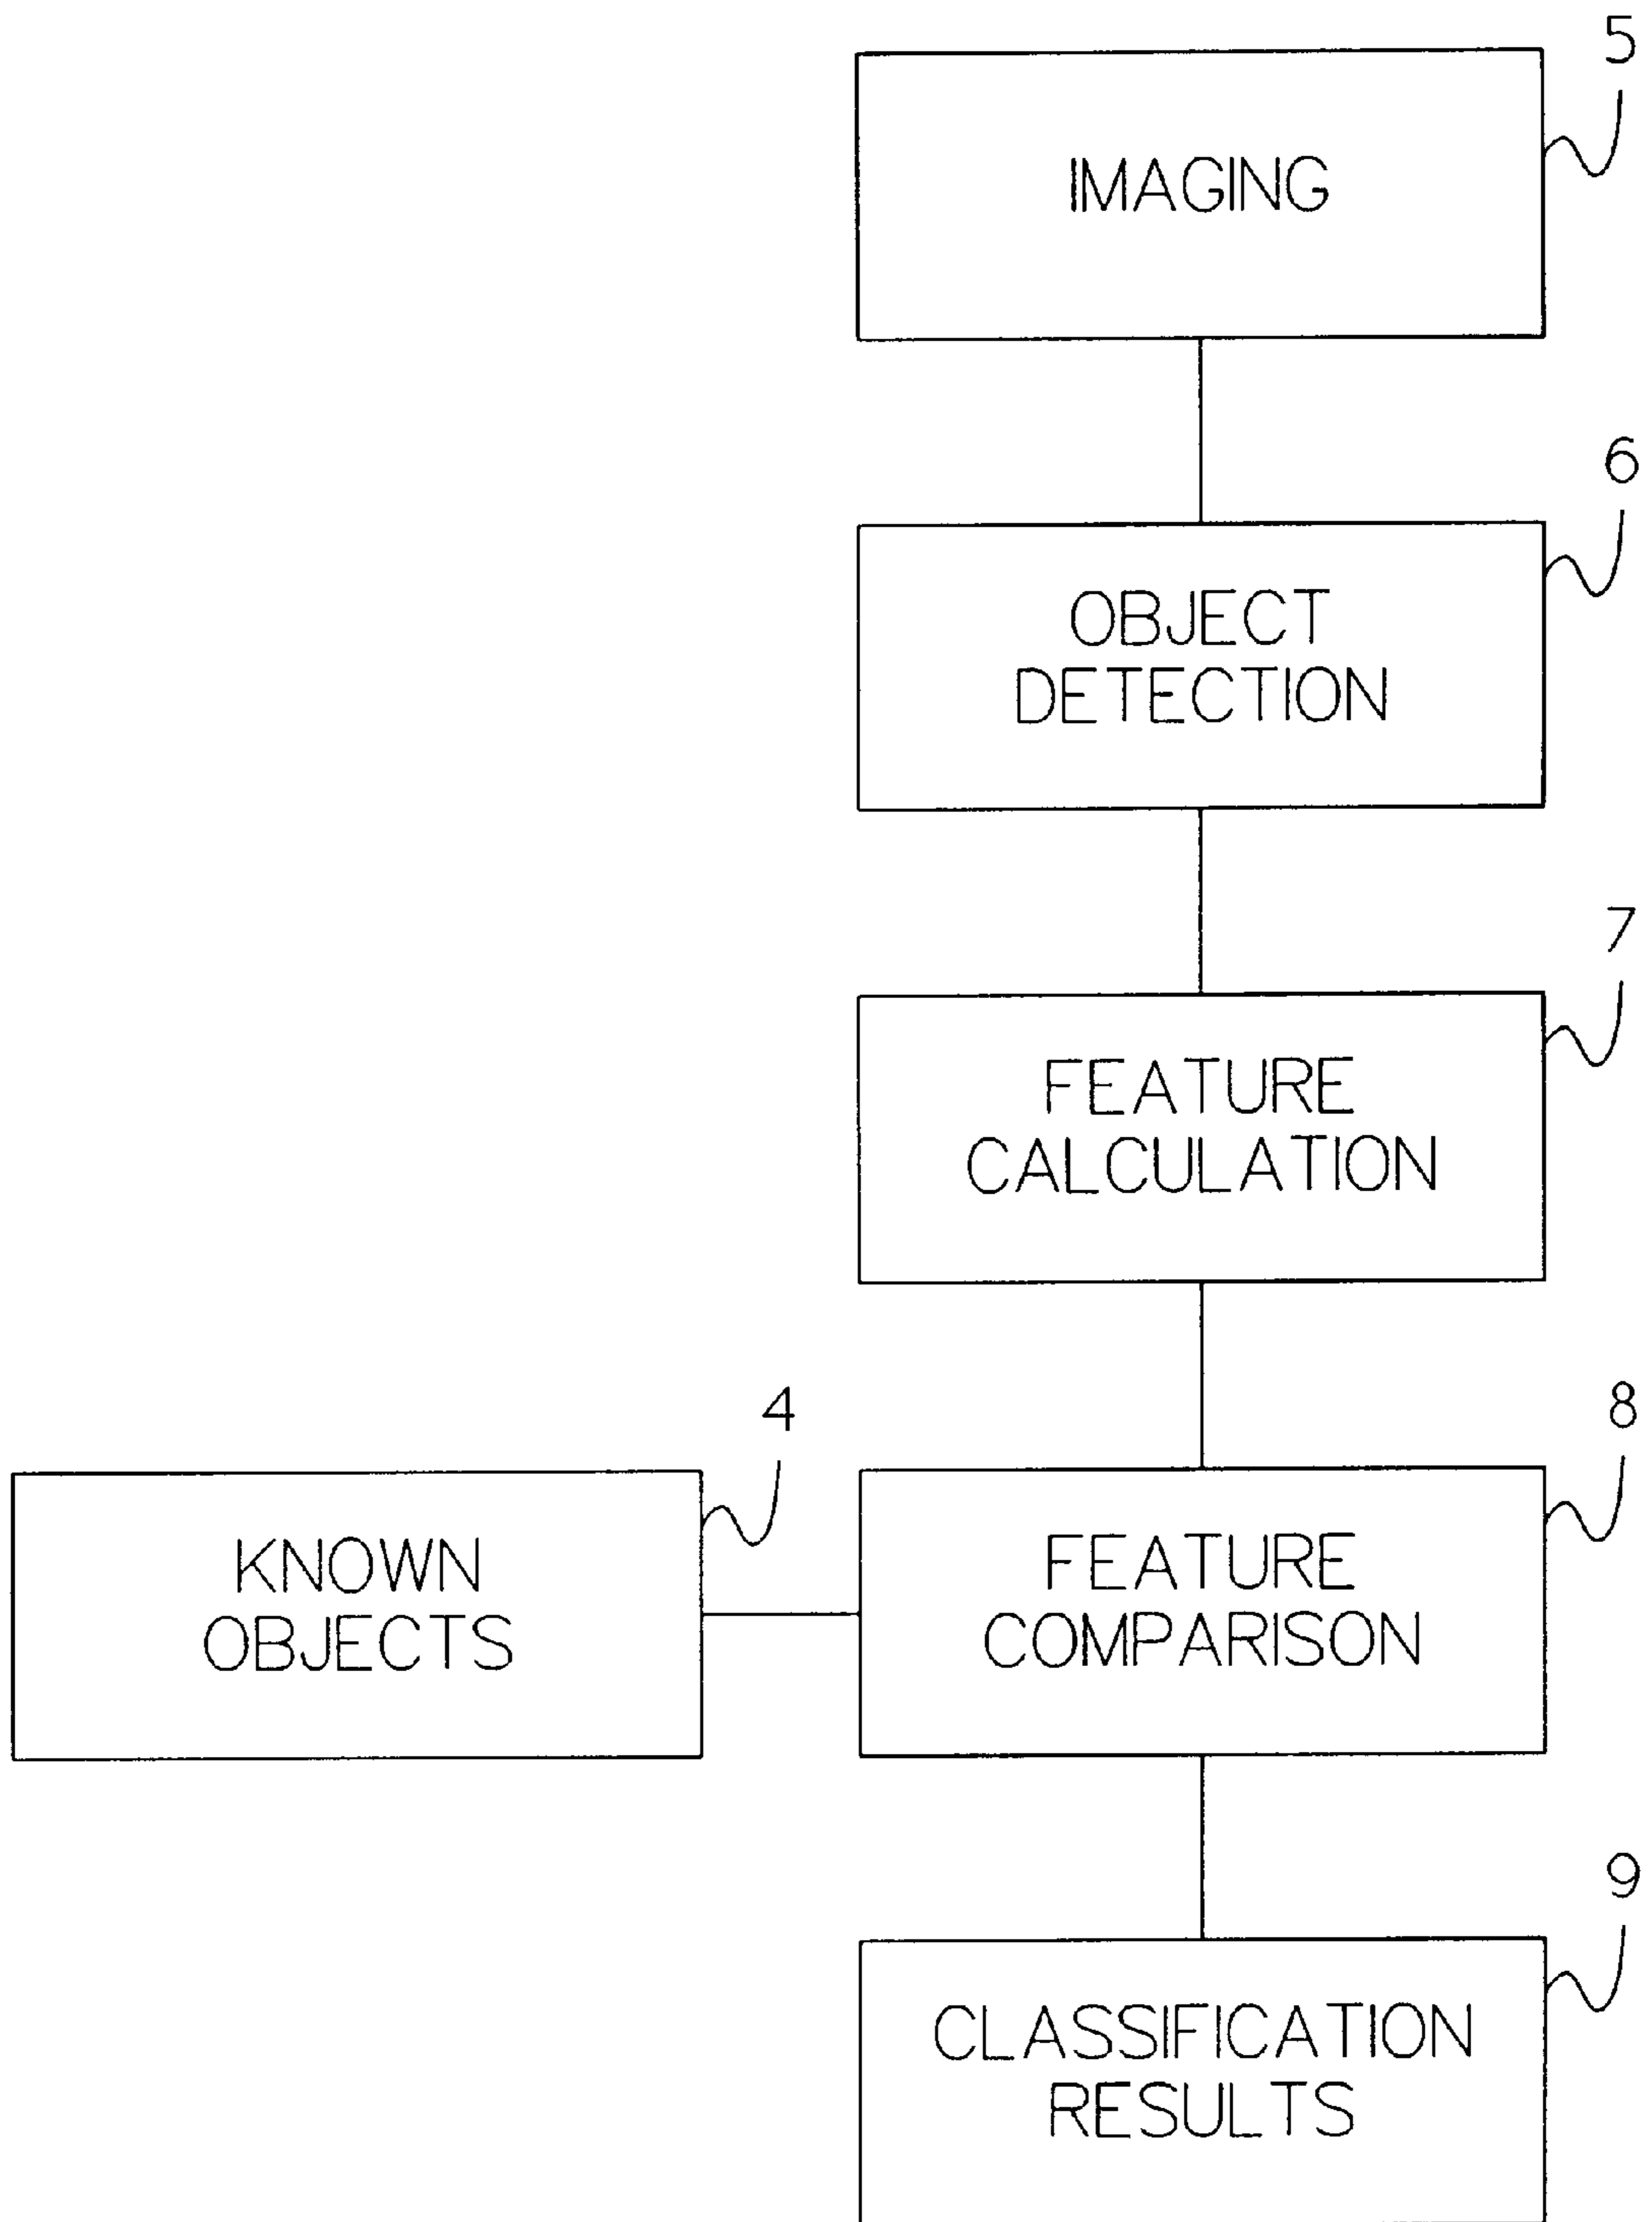 5
IMAGING
6
OBJECT
DETECTION
7
FEATURE
CALCULATION
4
8
KNOWN
OBJECTS
FEATURE
COMPARISON
9
CLASSIFICATION
RESULTS